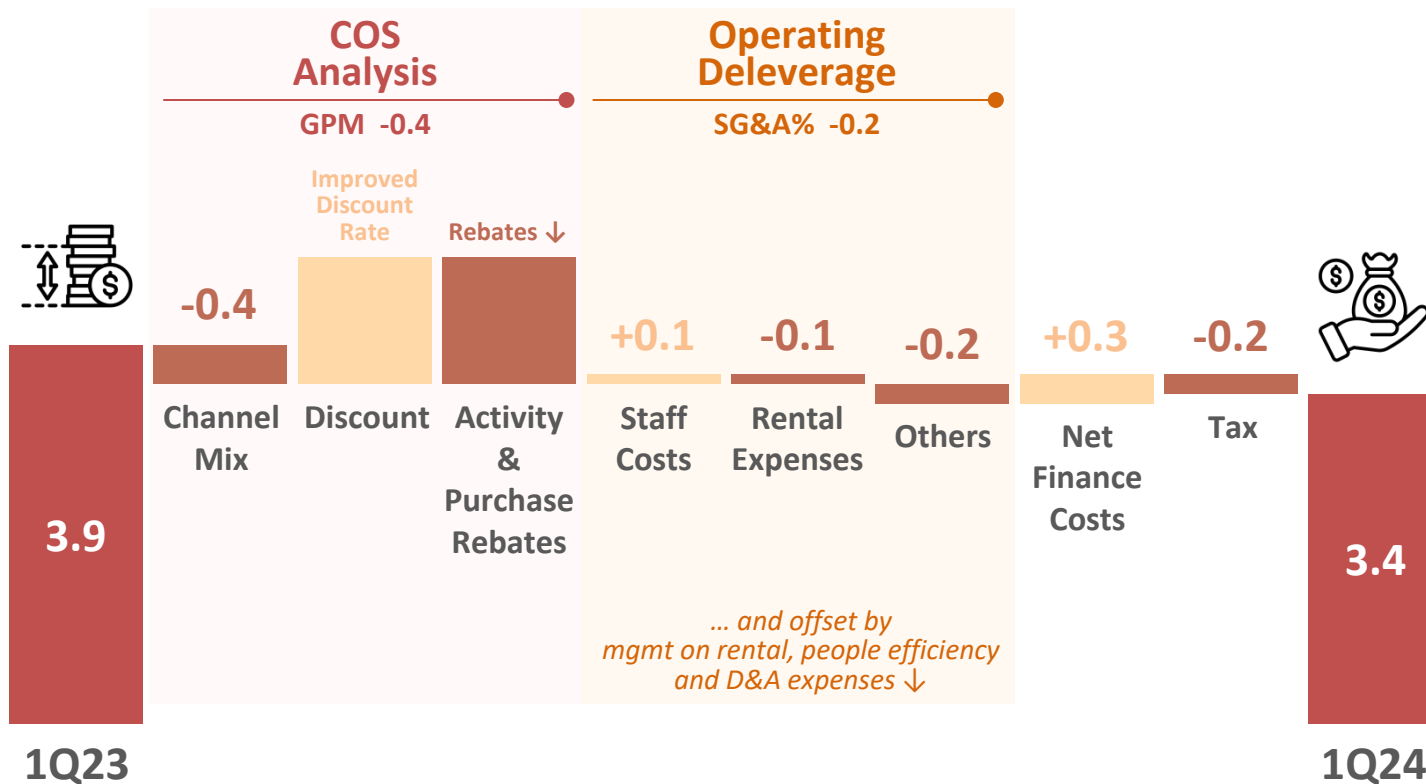 COS
Analysis
GPM -0.4
Operating
Deleverage
SG&A% -0.2
Improved
Discount
Rate
Rebates ↓
$
$
$
-0.4
+0.1
-0.1
-0.2
+0.3
-0.2
Channel
Mix
Discount
Activity
&
Purchase
Rebates
Staff
Costs
Rental
Expenses
Others
Net
Finance
Costs
Tax
3.9
3.4
... and offset by
mgmt on rental, people efficiency
and D&A expenses ↓
1Q23
1Q24